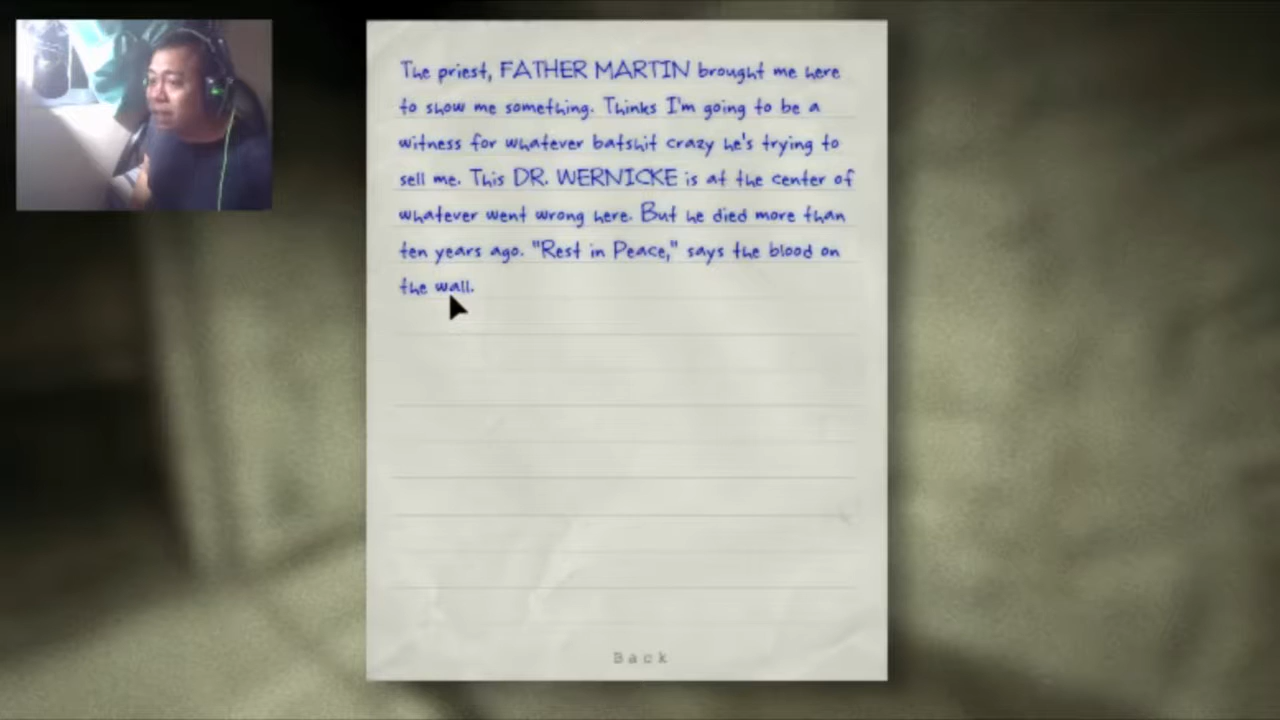 The priest, FATHER MARTIN brought me here
to show me something. Thinks I'm going to be a
witness for whatever batshit crazy he's trying to
sell me. This DR. WERNICKE is at the center of
whatever went wrong here. But he died more than
ten years ago. "Rest in Peace," says the blood on
the wall.
Back